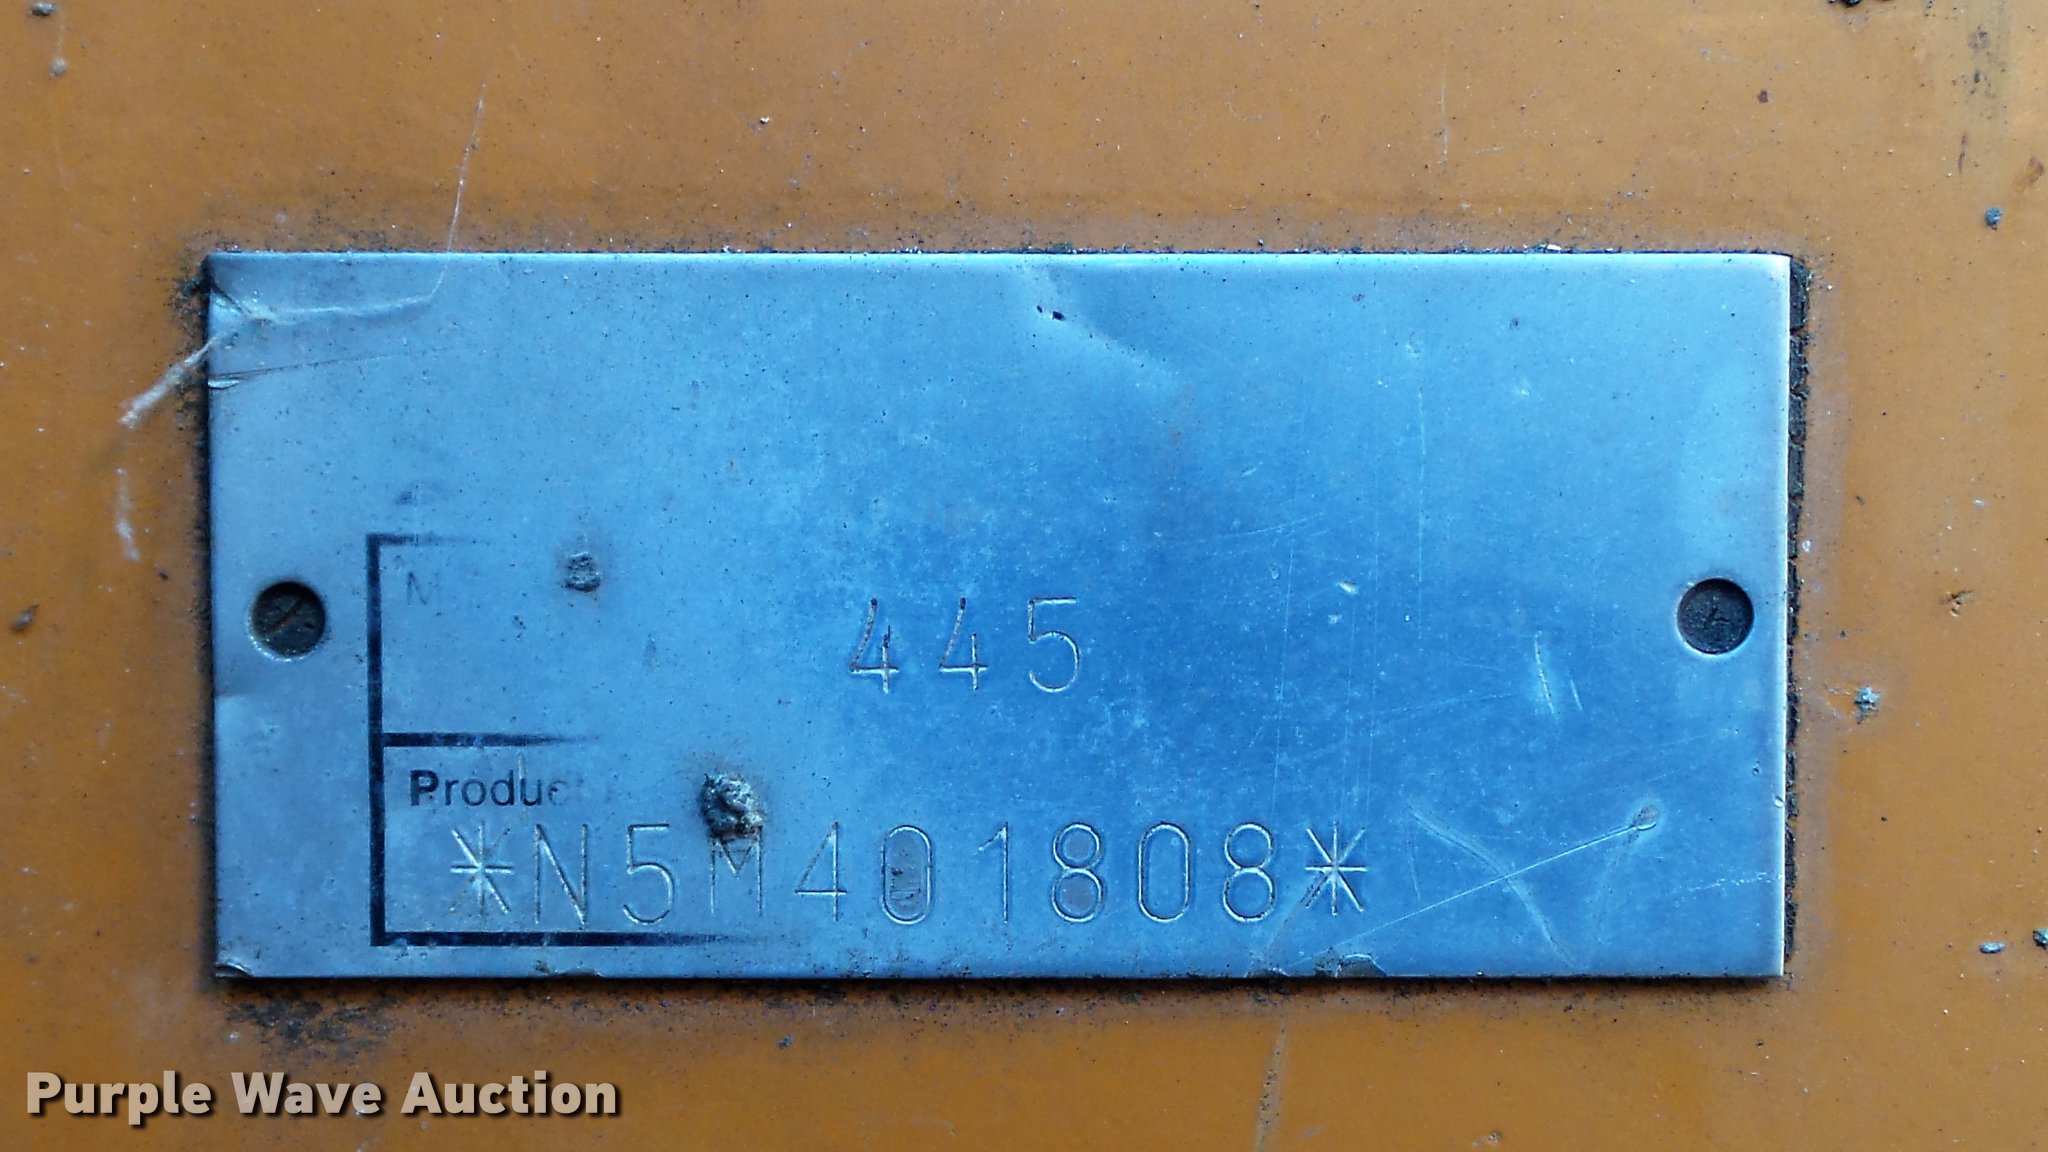 445
Produc
*N5M401808*
Purple Wave Auction